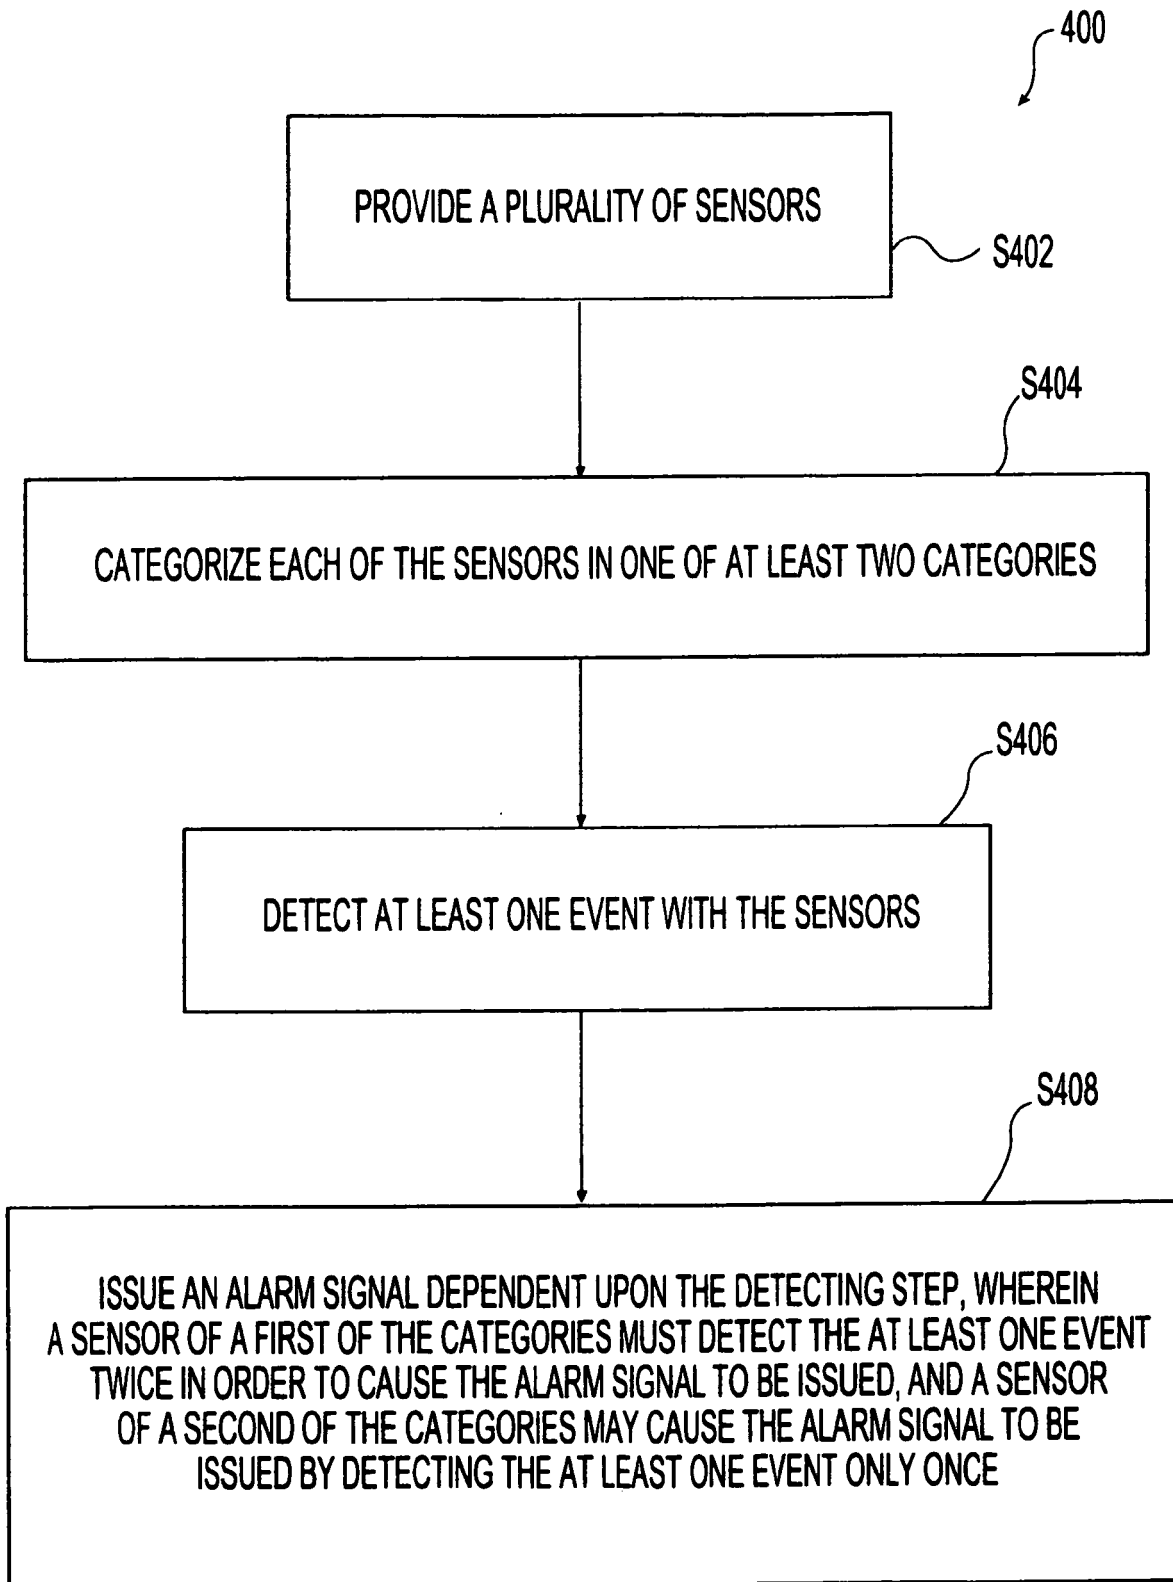 400
PROVIDE A PLURALITY OF SENSORS
S402
S404
CATEGORIZE EACH OF THE SENSORS IN ONE OF AT LEAST TWO CATEGORIES
S406
DETECT AT LEAST ONE EVENT WITH THE SENSORS
S408
ISSUE AN ALARM SIGNAL DEPENDENT UPON THE DETECTING STEP, WHEREIN
A SENSOR OF A FIRST OF THE CATEGORIES MUST DETECT THE AT LEAST ONE EVENT
TWICE IN ORDER TO CAUSE THE ALARM SIGNAL TO BE ISSUED, AND A SENSOR
OF A SECOND OF THE CATEGORIES MAY CAUSE THE ALARM SIGNAL TO BE
ISSUED BY DETECTING THE AT LEAST ONE EVENT ONLY ONCE